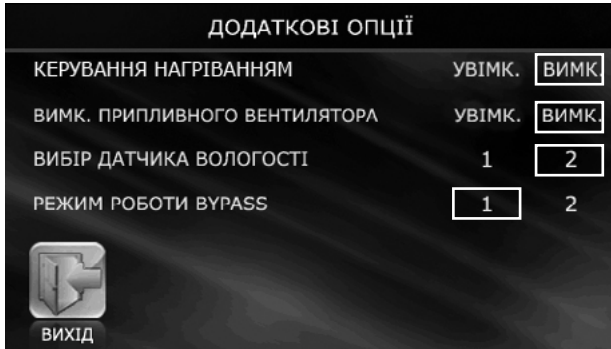 ДОДАТКОВІ ОПЦІЇ
КЕРУВАННЯ НАГРІВАННЯМ УВІМК. ВИМК.
ВИМК. ПРИПЛИВНОГО ВЕНТИЛЯТОРА УВІМК. ВИМК.
ВИБІР ДАТЧИКА ВОЛОГОСТІ 1 2
РЕЖИМ РОБОТИ BYPASS 1 2
ВИХІД